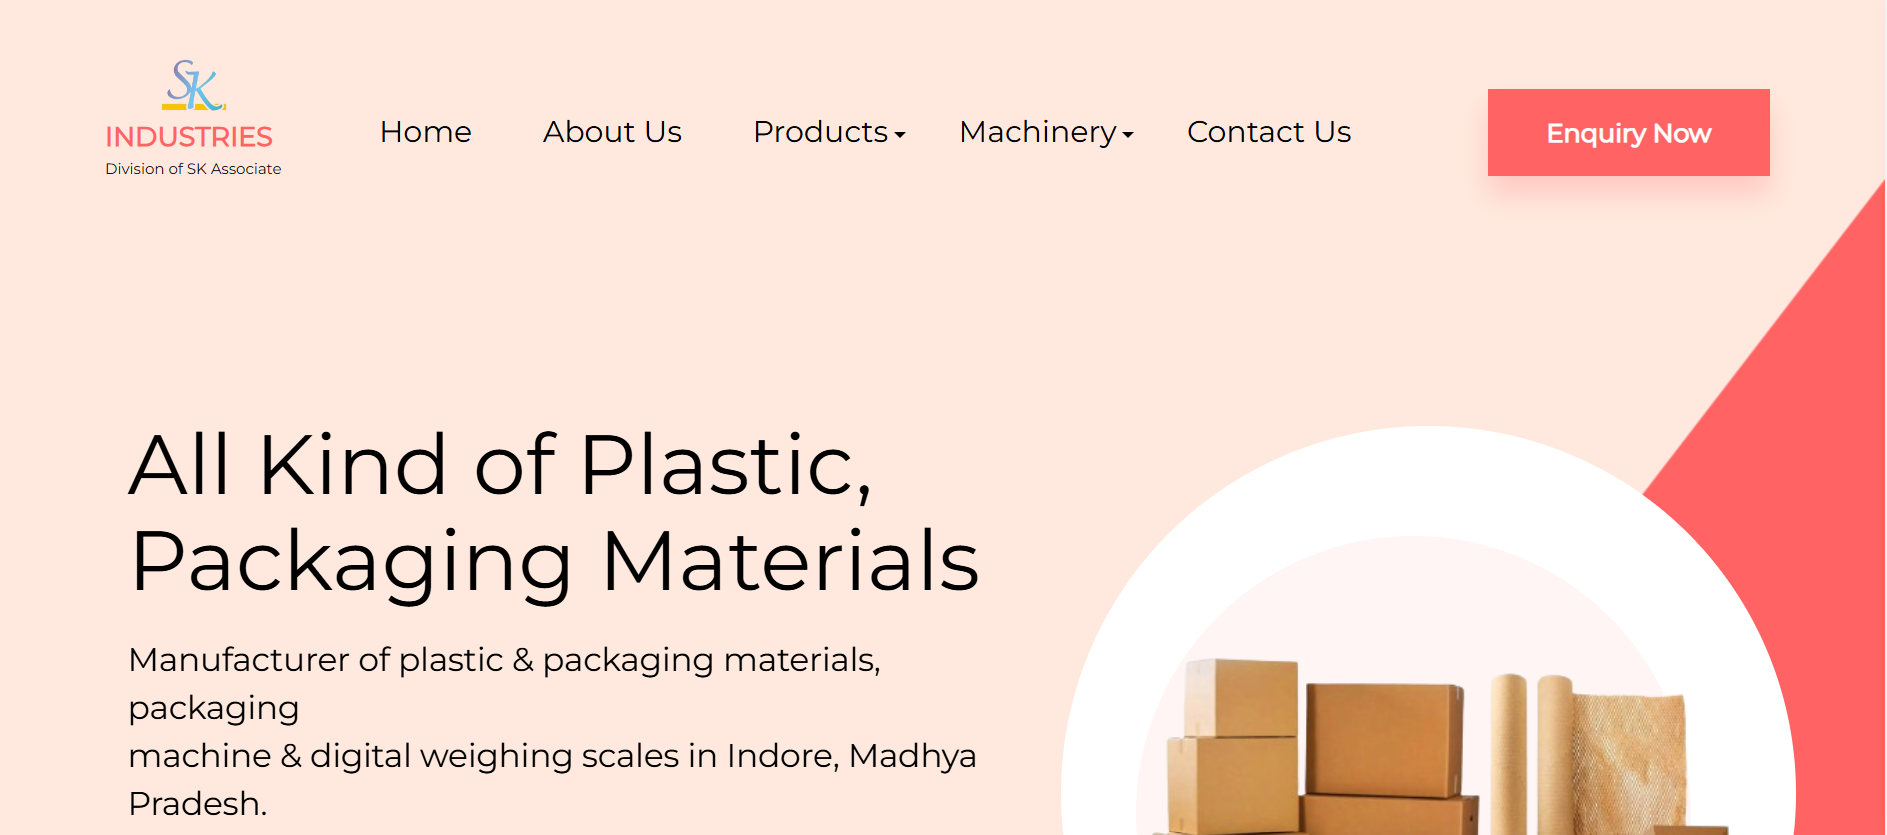 SK
INDUSTRIES
Division of SK Associate
Home About Us Products Machinery Contact Us
Enquiry Now
All Kind of Plastic,
Packaging Materials
Manufacturer of plastic & packaging materials,
packaging
machine & digital weighing scales in Indore, Madhya
Pradesh.